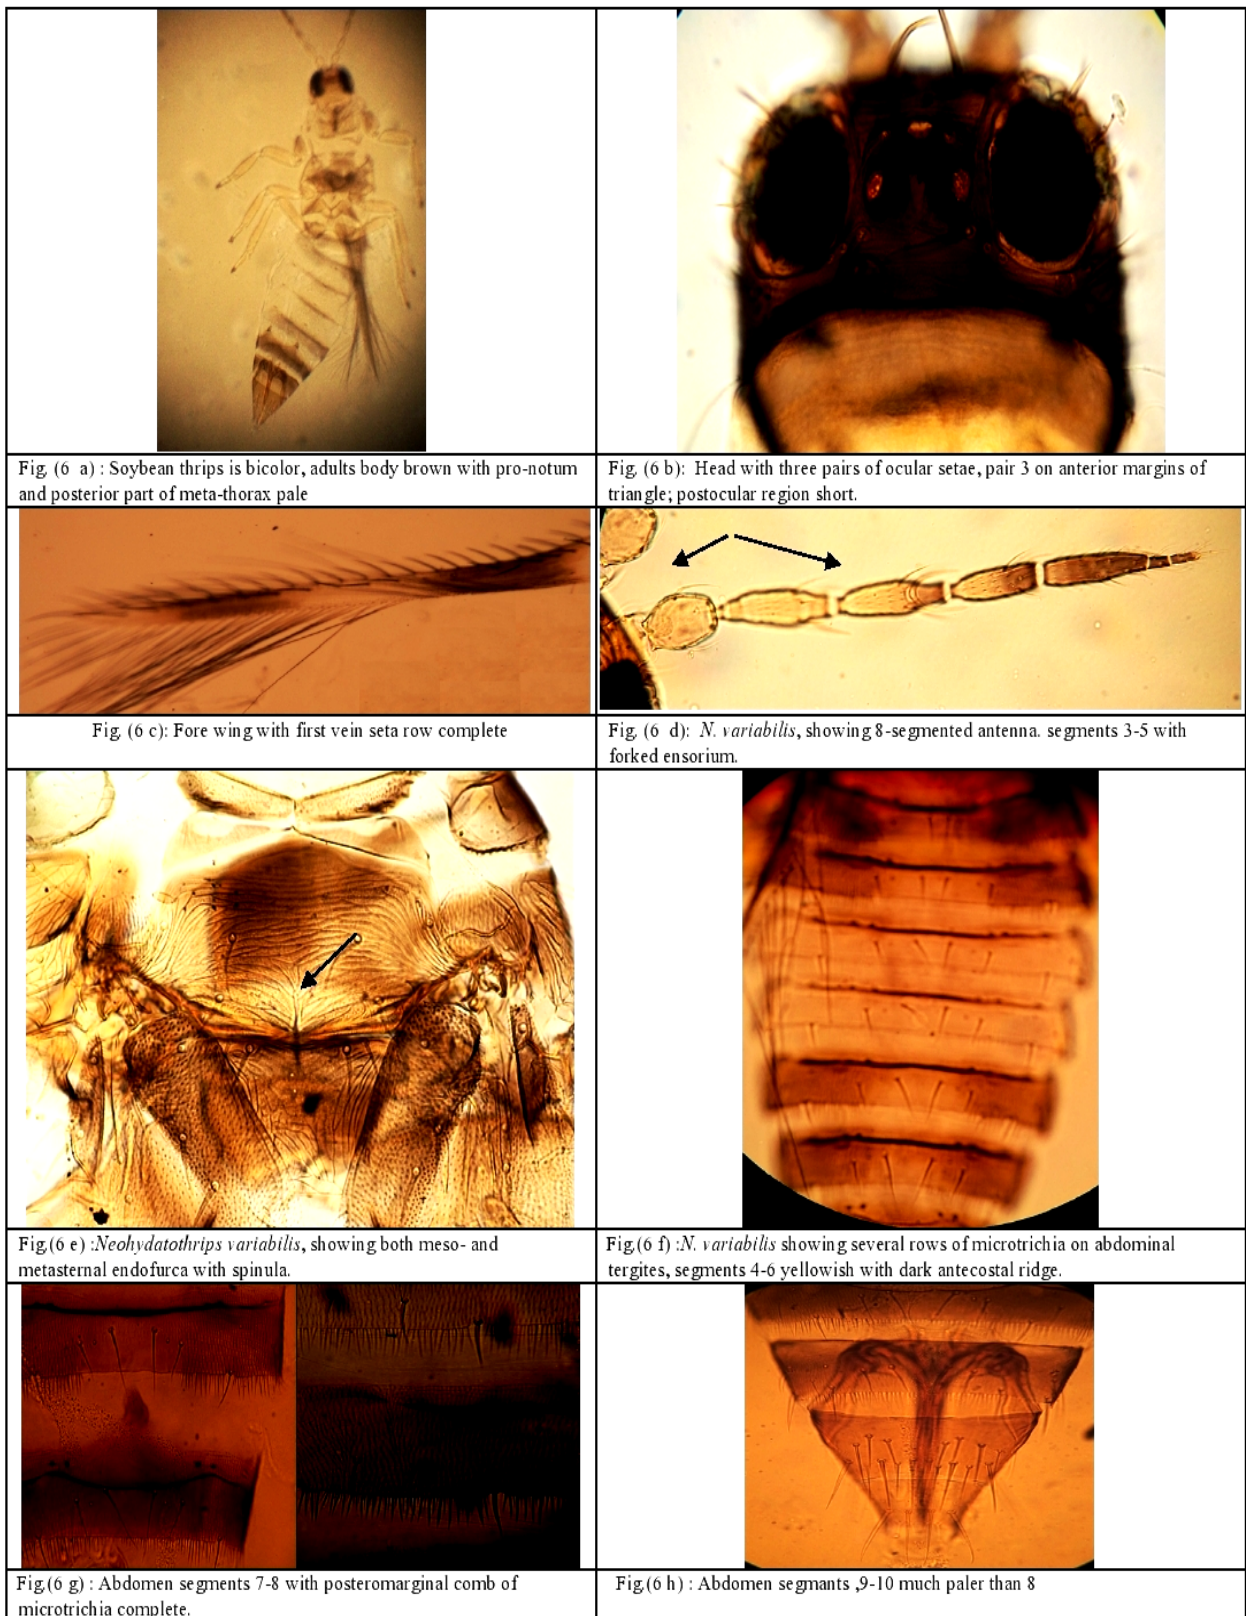 Fig. (6 a) : Soybean thrips is bicolor, adults body brown with pro-notum
and posterior part of meta-thorax pale
Fig. (6 b): Head with three pairs of ocular setae, pair 3 on anterior margins of
triangle; postocular region short.
Fig. (6 c): Fore wing with first vein seta row complete
Fig. (6 d): N. variabilis, showing 8-segmented antenna. segments 3-5 with
forked ensorium.
Fig.(6 e) :Neohydatothrips variabilis, showing both meso- and
metasternal endofurca with spinula.
Fig.(6 f) :N. variabilis showing several rows of microtrichia on abdominal
tergites, segments 4-6 yellowish with dark antecostal ridge.
Fig.(6 g) : Abdomen segments 7-8 with posteromarginal comb of
microtrichia complete.
Fig.(6 h) : Abdomen segmants ,9-10 much paler than 8